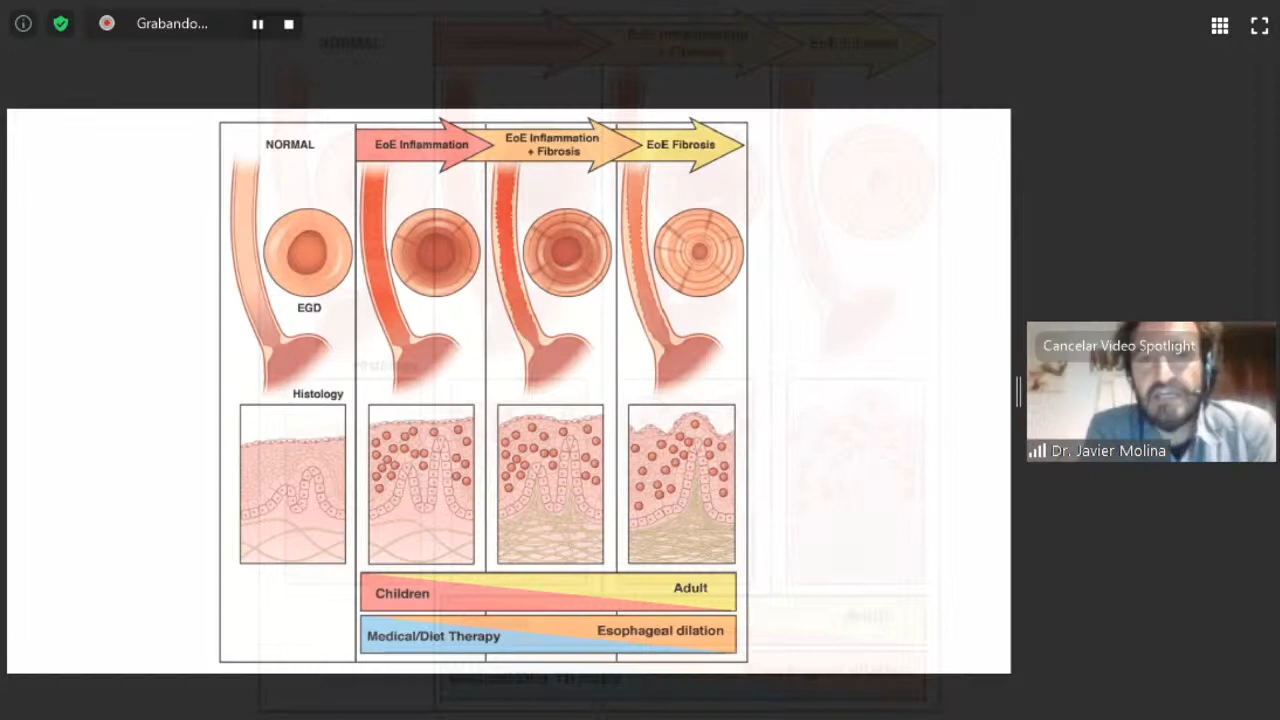 Grabando...
NORMAL
EoE Inflammation
EoE Inflammation
+ Fibrosis
EoE Fibrosis
EGD
Histology
Children
Adult
Medical/Diet Therapy
Esophageal dilation
Cancelar Video Spotlight
Dr. Javier Molina